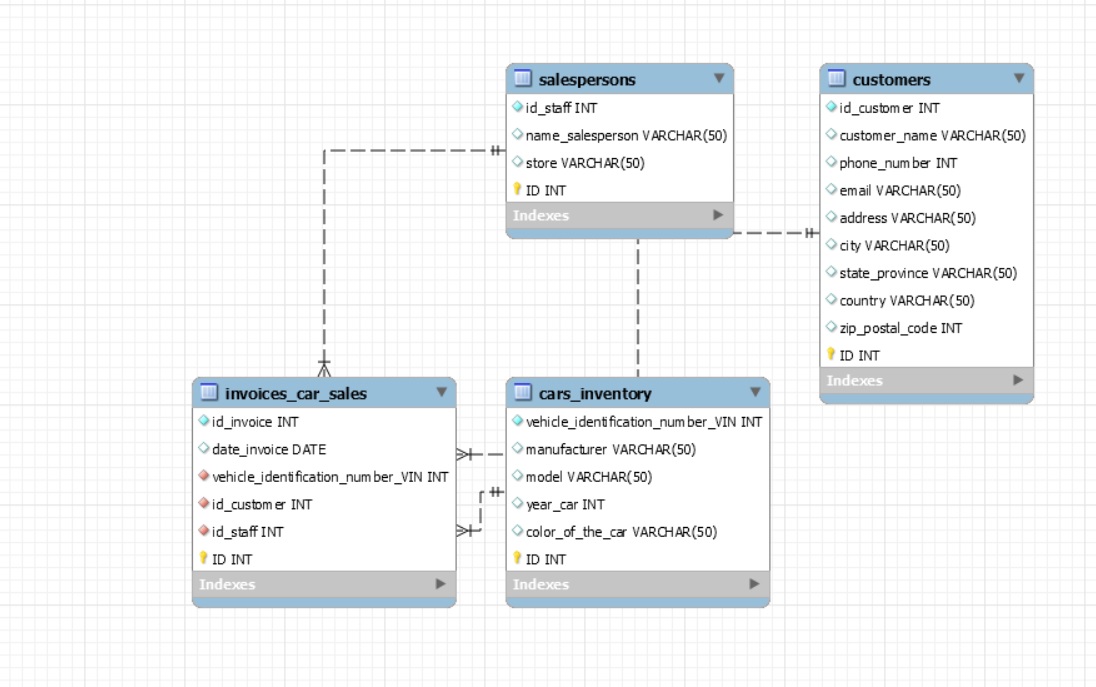 salespersons
id_staff INT
name_salesperson VARCHAR(50)
store VARCHAR(50)
ID INT
Indexes
customers
id_customer INT
customer_name VARCHAR(50)
phone_number INT
email VARCHAR(50)
address VARCHAR(50)
city VARCHAR(50)
state_province VARCHAR(50)
country VARCHAR(50)
zip_postal_code INT
ID INT
Indexes
invoices_car_sales
id_invoice INT
date_invoice DATE
vehicle_identification_number_VIN INT
id_customer INT
id_staff INT
ID INT
Indexes
cars_inventory
vehicle_identification_number_VIN INT
manufacturer VARCHAR(50)
model VARCHAR(50)
year_car INT
color_of_the_car VARCHAR(50)
ID INT
Indexes